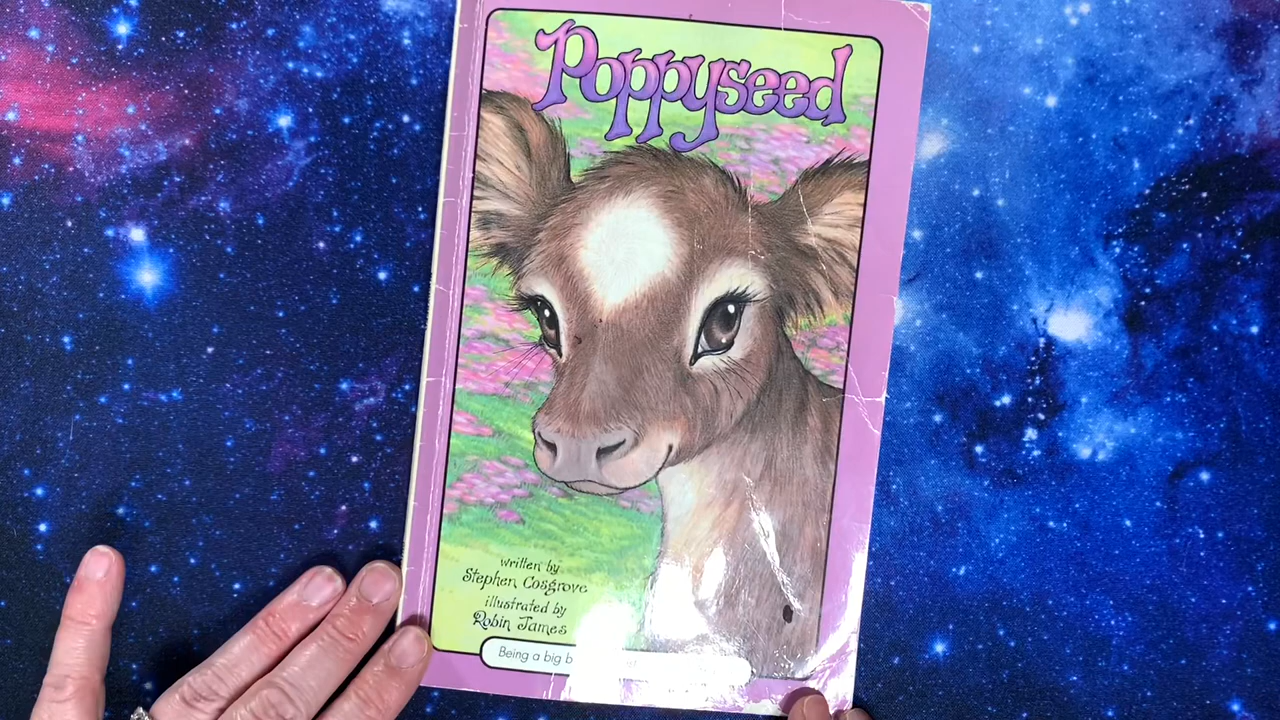 Poppyseed
written by
Stephen Cosgrove
illustrated by
Robin James
Being a big